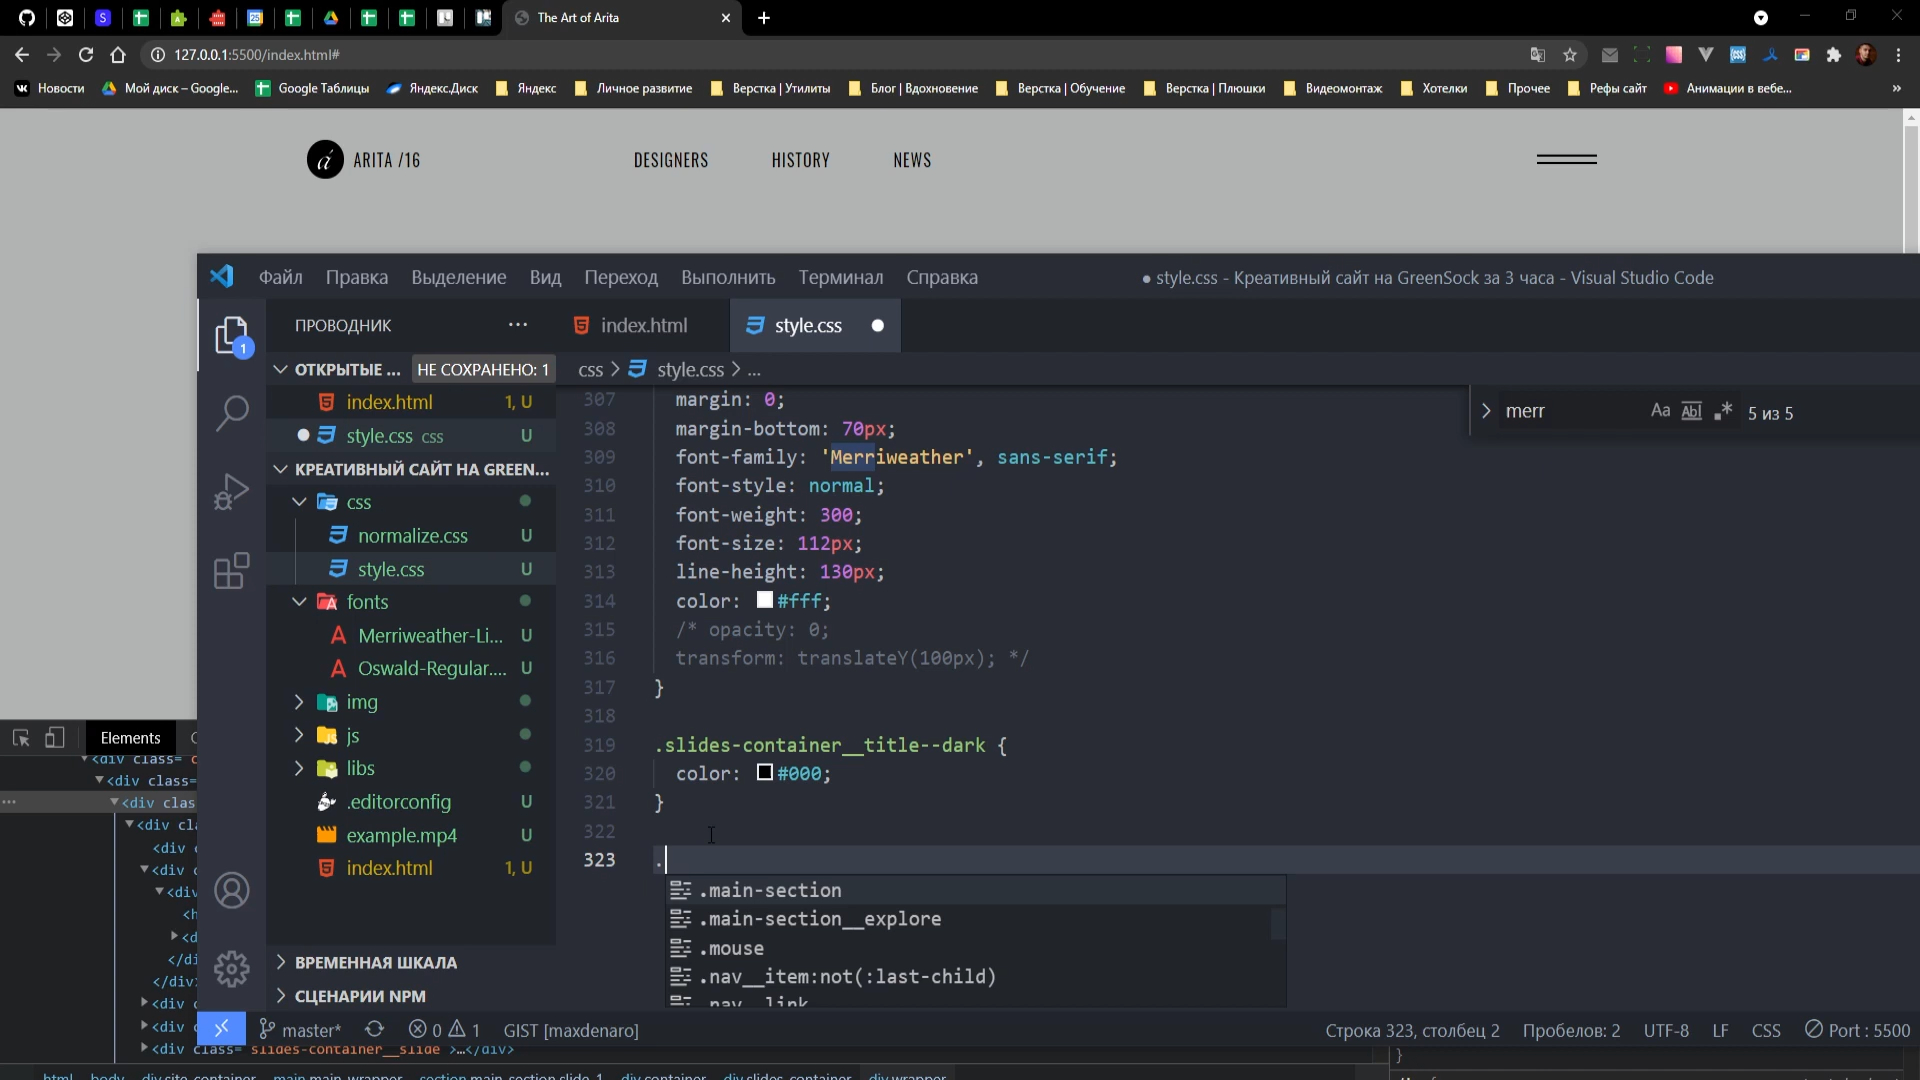 The Art of Arita
127.0.0.1:5500/index.html#
Новости
Мой диск – Google...
Google Таблицы
Яндекс.Диск
Яндекс
Личное развитие
Верстка | Утилиты
Блог | Вдохновение
Верстка | Обучение
Верстка | Плюшки
Видеомонтаж
Хотелки
Прочее
Рефы сайт
Анимации в вебе...
ARITA /16
DESIGNERS
HISTORY
NEWS
Файл Правка Выделение Вид Переход Выполнить Терминал Справка
● style.css - Креативный сайт на GreenSock за 3 часа - Visual Studio Code
ПРОВОДНИК
index.html
style.css
ОТКРЫТЫЕ ... НЕ СОХРАНЕНО: 1
css > style.css > ...
index.html 1, U
style.css css U
КРЕАТИВНЫЙ САЙТ НА GREEN...
css
normalize.css U
style.css U
fonts
Merriweather-Li... U
Oswald-Regular.... U
img
js
libs
.editorconfig U
example.mp4 U
index.html 1, U
ВРЕМЕННАЯ ШКАЛА
СЦЕНАРИИ NPM
merr Aa Abl .* 5 из 5
307 margin: 0;
308 margin-bottom: 70px;
309 font-family: 'Merriweather', sans-serif;
310 font-style: normal;
311 font-weight: 300;
312 font-size: 112px;
313 line-height: 130px;
314 color: #fff;
315 /* opacity: 0;
316 transform: translateY(100px); */
317 }
318
319 .slides-container__title--dark {
320 color: #000;
321 }
322
323 .
.main-section
.main-section__explore
.mouse
.nav__item:not(:last-child)
.nav__link
Elements
<div class=
<div class=
<div clas
<div cla
<div c
<div c
<div
<h
<d
</di
</div
<div c
<div c
<div class="slides-container__slide">…</div>
master* 0 1 GIST [maxdenaro]
Строка 323, столбец 2 Пробелов: 2 UTF-8 LF CSS Port : 5500
}
html body div.site-container main.main-wrapper section.main-section.slide-1 div.container div.slides-container div.wrapper